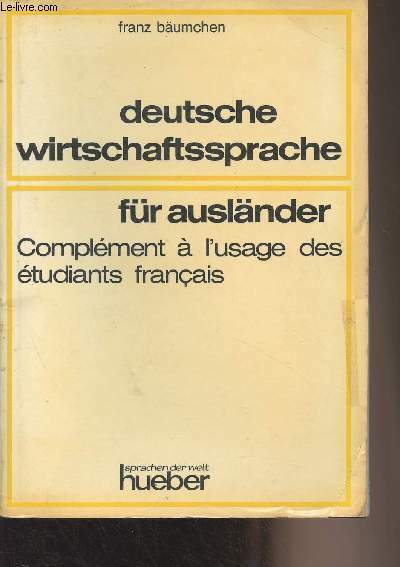 Le-livre.com
franz bäumchen
deutsche
wirtschaftssprache
für ausländer
Complément à l'usage des
étudiants français
sprachen der welt
hueber